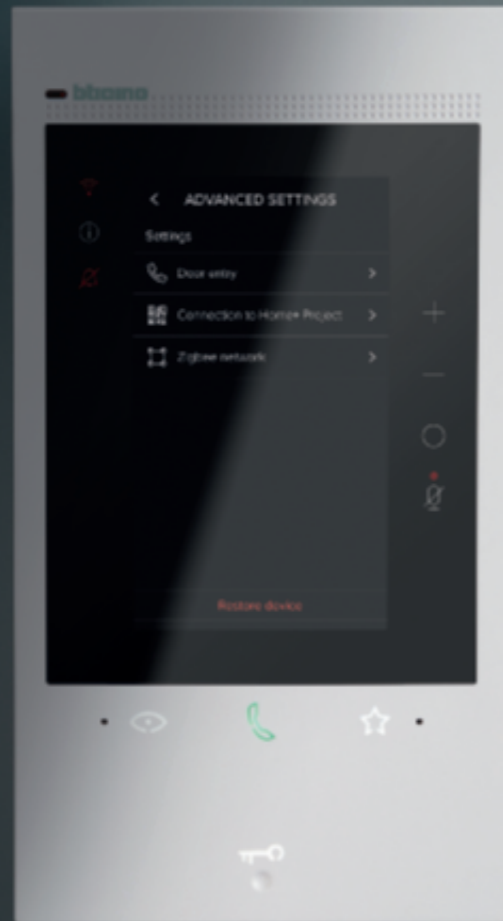 bticino
ADVANCED SETTINGS
Settings
Door entry
Connection to Home+ Project
Zigbee network
Restore device